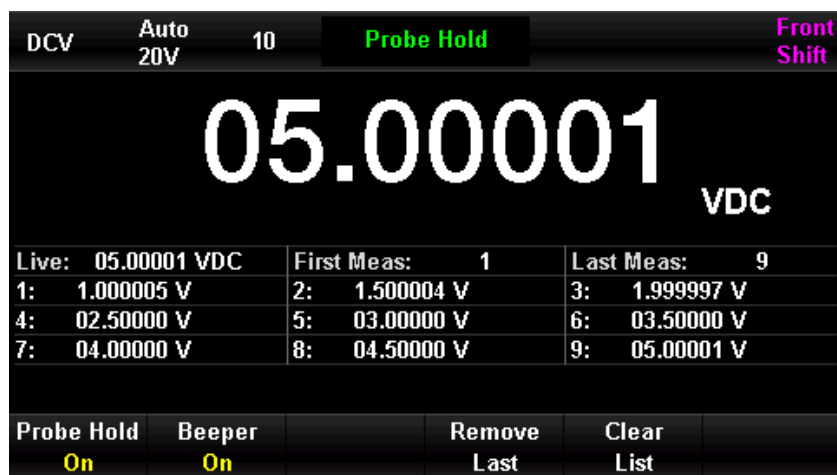 DCV Auto 20V 10 Probe Hold Front Shift
05.00001 VDC
Live: 05.00001 VDC First Meas: 1 Last Meas: 9
1: 1.000005 V 2: 1.500004 V 3: 1.999997 V
4: 02.50000 V 5: 03.00000 V 6: 03.50000 V
7: 04.00000 V 8: 04.50000 V 9: 05.00001 V
Probe Hold Beeper Remove Clear
On On Last List